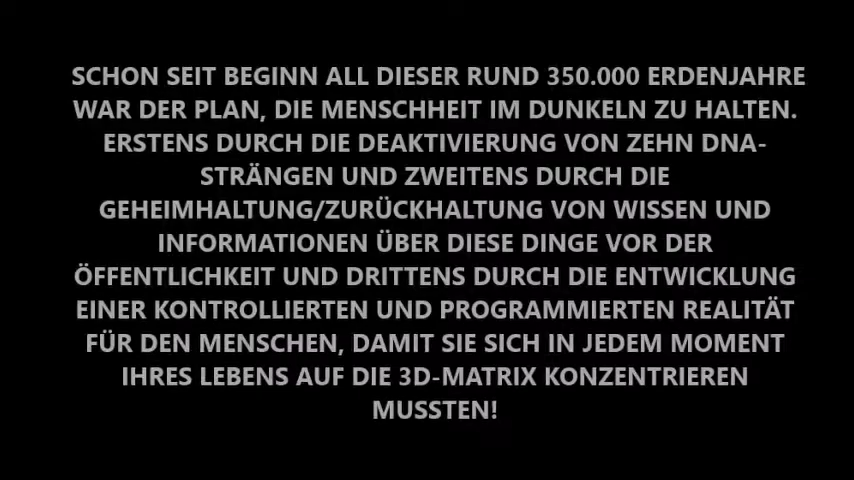 SCHON SEIT BEGINN ALL DIESER RUND 350.000 ERDENJAHRE
WAR DER PLAN, DIE MENSCHHEIT IM DUNKELN ZU HALTEN.
ERSTENS DURCH DIE DEAKTIVIERUNG VON ZEHN DNA-
STRÄNGEN UND ZWEITENS DURCH DIE
GEHEIMHALTUNG/ZURÜCKHALTUNG VON WISSEN UND
INFORMATIONEN ÜBER DIESE DINGE VOR DER
ÖFFENTLICHKEIT UND DRITTENS DURCH DIE ENTWICKLUNG
EINER KONTROLLIERTEN UND PROGRAMMIERTEN REALITÄT
FÜR DEN MENSCHEN, DAMIT SIE SICH IN JEDEM MOMENT
IHRES LEBENS AUF DIE 3D-MATRIX KONZENTRIEREN
MUSSTEN!